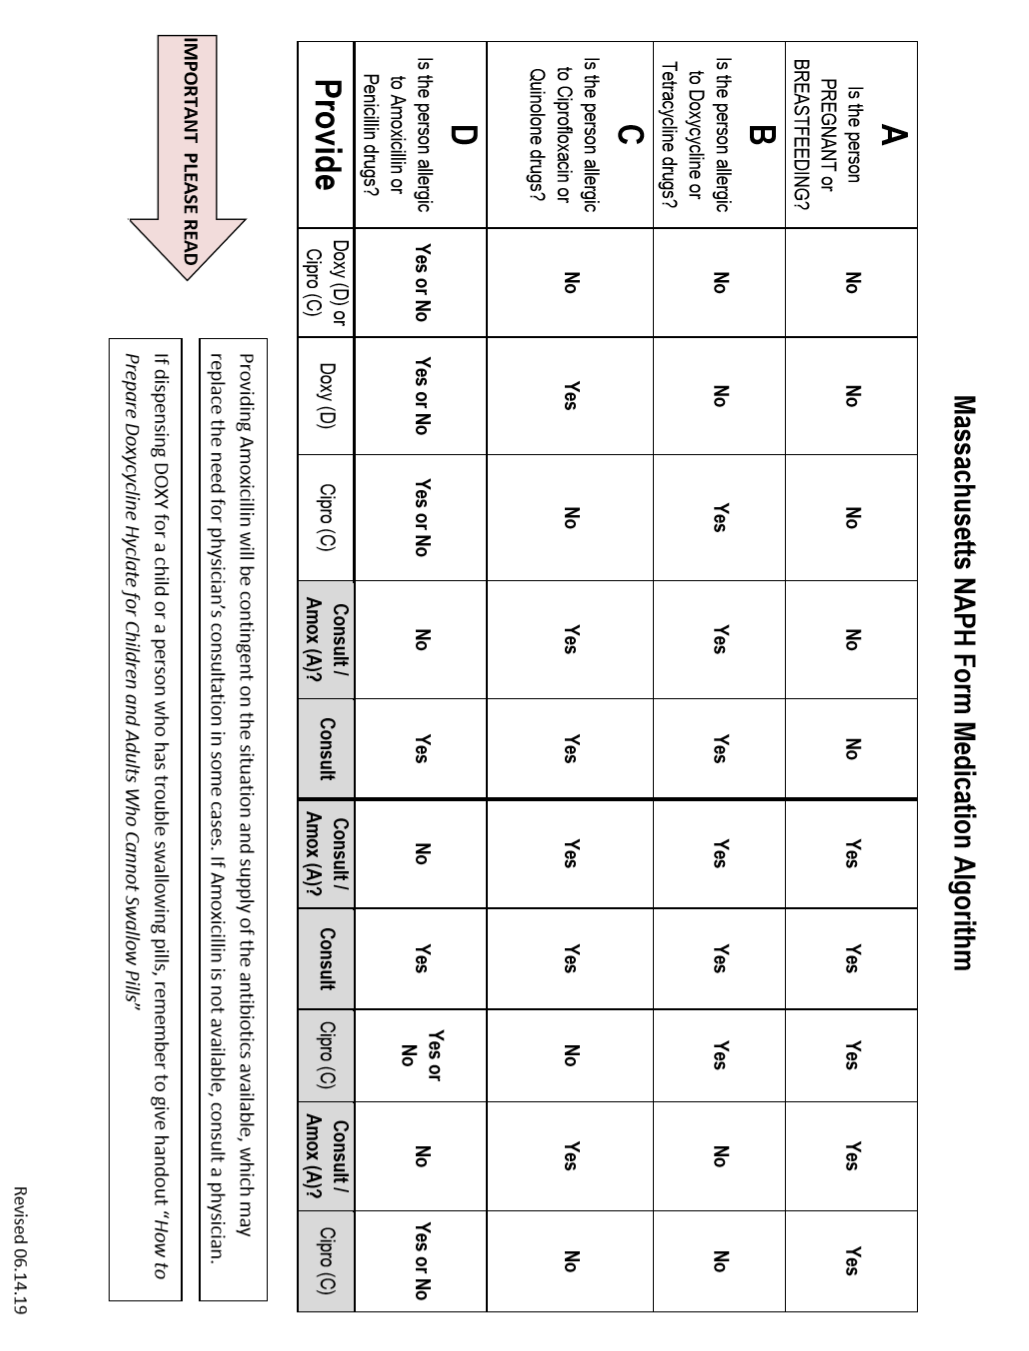 Massachusetts NAPH Form Medication Algorithm
A
Is the person
PREGNANT or
BREASTFEEDING?
No
No
No
No
No
Yes
Yes
Yes
Yes
Yes
B
Is the person allergic
to Doxycycline or
Tetracycline drugs?
No
No
Yes
Yes
Yes
Yes
Yes
Yes
No
No
C
Is the person allergic
to Ciprofloxacin or
Quinolone drugs?
No
Yes
No
Yes
Yes
Yes
Yes
No
Yes
No
D
Is the person allergic
to Amoxicillin or
Penicillin drugs?
Yes or No
Yes or No
Yes or No
No
Yes
No
Yes
Yes or
No
No
Yes or No
Provide
Doxy (D) or
Cipro (C)
Doxy (D)
Cipro (C)
Consult /
Amox (A)?
Consult
Consult /
Amox (A)?
Consult
Cipro (C)
Consult /
Amox (A)?
Cipro (C)
IMPORTANT PLEASE READ
Providing Amoxicillin will be contingent on the situation and supply of the antibiotics available, which may
replace the need for physician's consultation in some cases. If Amoxicillin is not available, consult a physician.
If dispensing DOXY for a child or a person who has trouble swallowing pills, remember to give handout "How to
Prepare Doxycycline Hyclate for Children and Adults Who Cannot Swallow Pills"
Revised 06.14.19